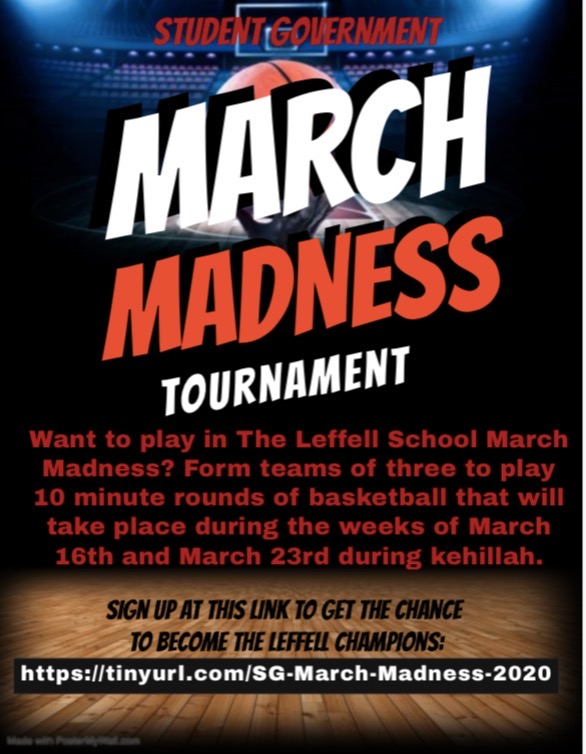 STUDENT GOVERNMENT
MARCH
MADNESS
TOURNAMENT
Want to play in The Leffell School March
Madness? Form teams of three to play
10 minute rounds of basketball that will
take place during the weeks of March
16th and March 23rd during kehillah.
SIGN UP AT THIS LINK TO GET THE CHANCE
TO BECOME THE LEFFELL CHAMPIONS:
https://tinyurl.com/SG-March-Madness-2020
Made with PosterMyWall.com